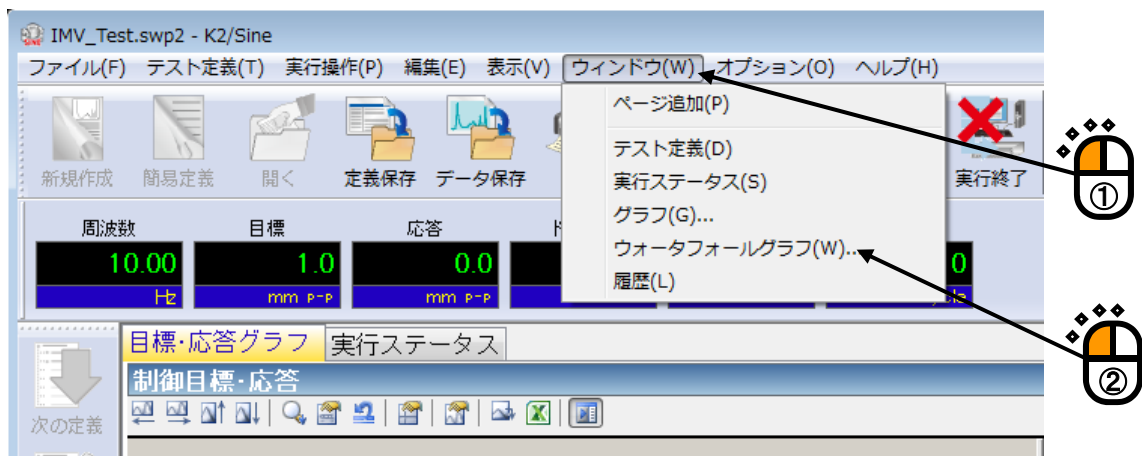 IMV_Test.swp2 - K2/Sine
ファイル(F) テスト定義(T) 実行操作(P) 編集(E) 表示(V) ウィンドウ(W) オプション(O) ヘルプ(H)
ページ追加(P)
テスト定義(D)
実行ステータス(S)
グラフ(G)...
ウォータフォールグラフ(W)...
履歴(L)
新規作成 簡易定義 開く 定義保存 データ保存 実行終了
①
周波数 目標 応答
10.00 1.0 0.0 0
Hz mm P-P mm P-P
②
目標・応答グラフ 実行ステータス
制御目標・応答
次の定義